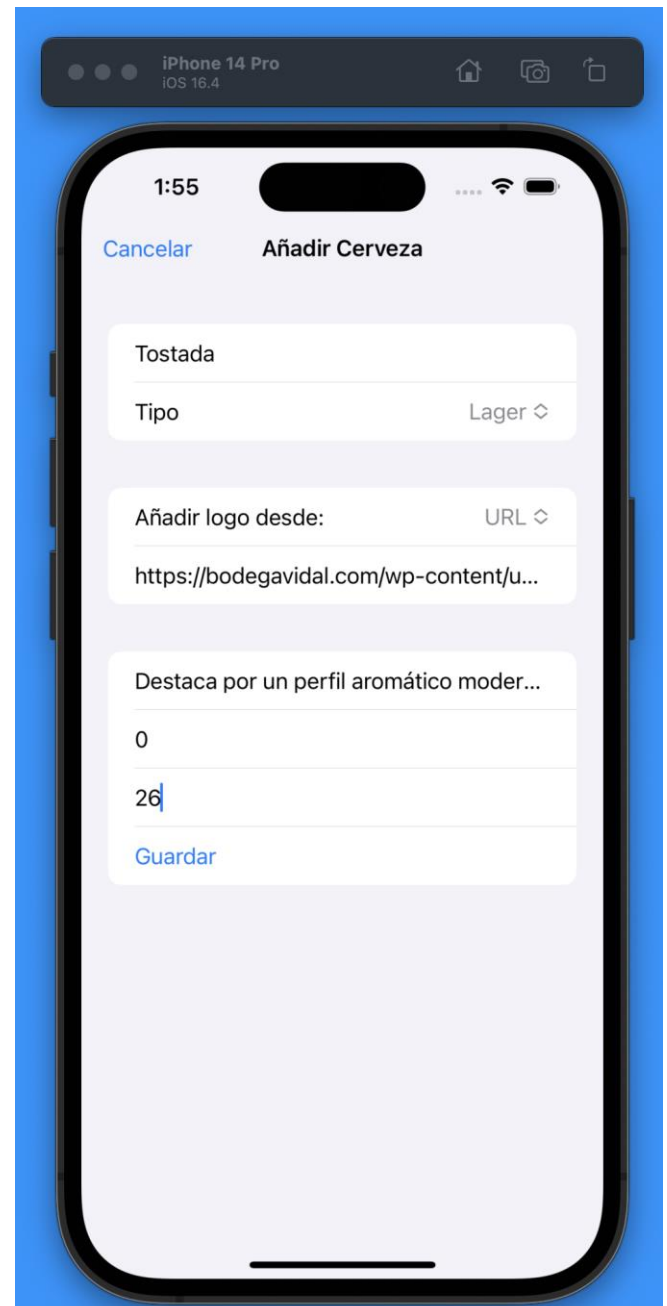 iPhone 14 Pro
iOS 16.4
1:55
Cancelar
Añadir Cerveza
Tostada
Tipo
Lager
Añadir logo desde:
URL
https://bodegavidal.com/wp-content/u...
Destaca por un perfil aromático moder...
0
26
Guardar